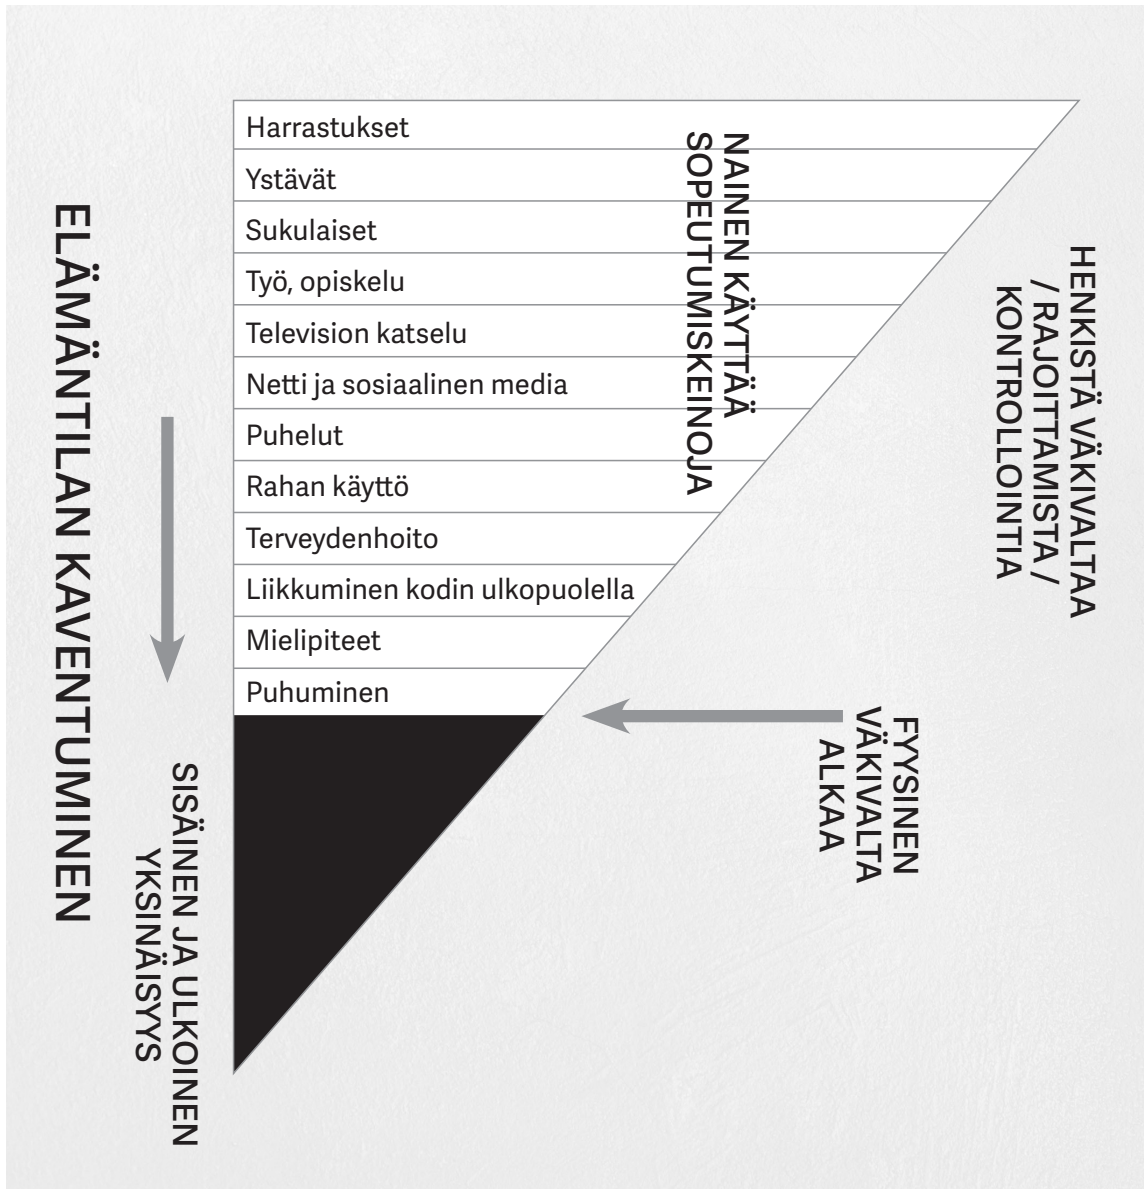 ELÄMÄNTILAN KAVENTUMINEN
SISÄINEN JA ULKOINEN
YKSINÄISYYS
Harrastukset
Ystävät
Sukulaiset
Työ, opiskelu
Television katselu
Netti ja sosiaalinen media
Puhelut
Rahan käyttö
Terveydenhoito
Liikkuminen kodin ulkopuolella
Mielipiteet
Puhuminen
NAINEN KÄYTTÄÄ
SOPEUTUMISKEINOJA
HENKISTÄ VÄKIVALTAA
/ RAJOITTAMISTA /
KONTROLLOINTIA
FYYSINEN
VÄKIVALTA
ALKAA